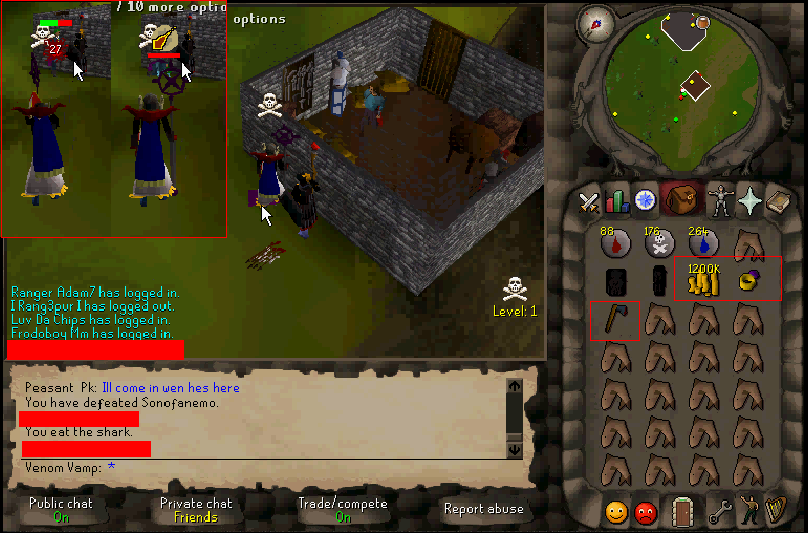 / 10 more optio
options
27
88
176
264
1200K
Ranger Adam7 has logged in.
I Rang3pur I has logged out.
Luv Da Chips has logged in.
Frodoboy Mm has logged in.
Level: 1
Peasant Pk: Ill come in wen hes here
You have defeated Sonofanemo.
You eat the shark.
Venom Vamp: *
Public chat
On
Private chat
Friends
Trade/compete
On
Report abuse